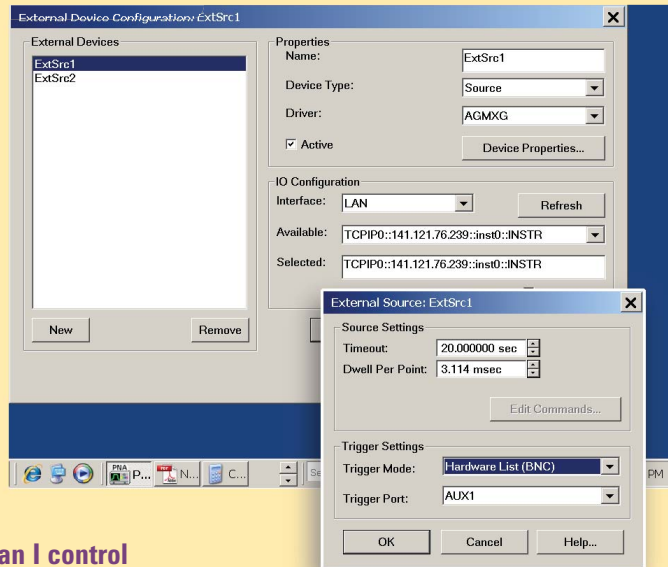 External Device Configuration: ExtSrc1
External Devices
ExtSrc1
ExtSrc2
New
Remove
Properties
Name:
ExtSrc1
Device Type:
Source
Driver:
AGMXG
Active
Device Properties...
IO Configuration
Interface:
LAN
Refresh
Available:
TCPIP0::141.121.76.239::inst0::INSTR
Selected:
TCPIP0::141.121.76.239::inst0::INSTR
External Source: ExtSrc1
Source Settings
Timeout:
20.000000 sec
Dwell Per Point:
3.114 msec
Edit Commands...
Trigger Settings
Trigger Mode:
Hardware List (BNC)
Trigger Port:
AUX1
OK
Cancel
Help...
PNA
P...
N...
C...
PM
an I control